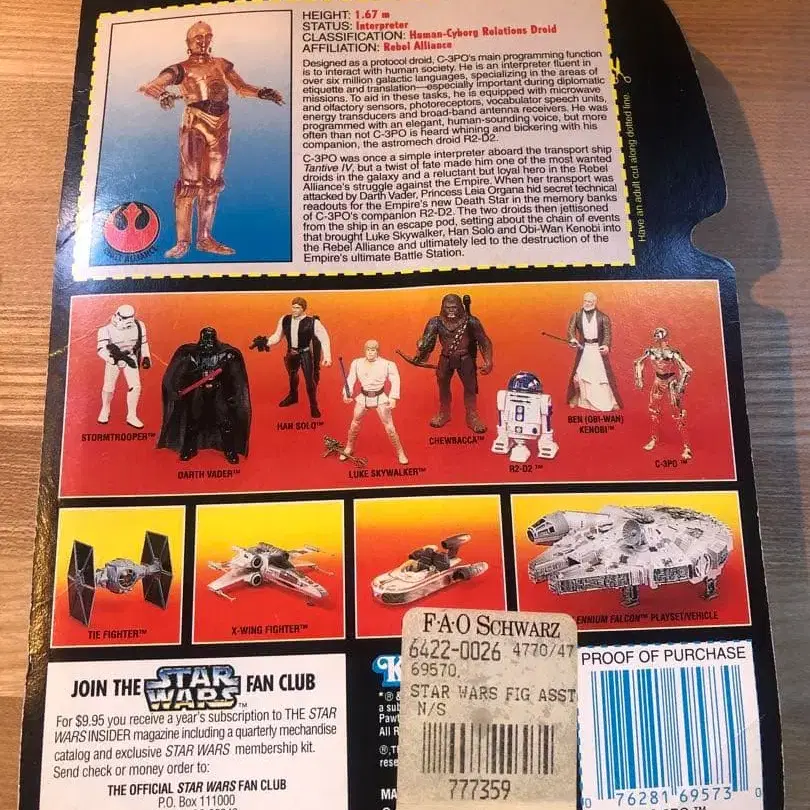 HEIGHT: 1.67 m
STATUS: Interpreter
CLASSIFICATION: Human-Cyborg Relations Droid
AFFILIATION: Rebel Alliance
Designed as a protocol droid, C-3PO's main programming function
is to interact with human society. He is an interpreter fluent in
over six million galactic languages, specializing in the areas of
etiquette and translation—especially important during diplomatic
missions. To aid in these tasks, he is equipped with microwave
and olfactory sensors, photoreceptors, vocabulator speech units,
energy transducers and broad-band antenna receivers. He was
programmed with an elegant, human-sounding voice, but more
often than not C-3PO is heard whining and bickering with his
companion, the astromech droid R2-D2.
C-3PO was once a simple interpreter aboard the transport ship
Tantive IV, but a twist of fate made him one of the most wanted
droids in the galaxy and a reluctant but loyal hero in the Rebel
Alliance's struggle against the Empire. When her transport was
attacked by Darth Vader, Princess Leia Organa hid secret technical
readouts for the Empire's new Death Star in the memory banks
of C-3PO's companion R2-D2. The two droids then jettisoned
from the ship in an escape pod, setting about the chain of events
that brought Luke Skywalker, Han Solo and Obi-Wan Kenobi into
the Rebel Alliance and ultimately led to the destruction of the
Empire's ultimate Battle Station.
Have an adult cut along dotted line.
REBEL ALLIANCE
STORMTROOPER™
DARTH VADER™
HAN SOLO™
LUKE SKYWALKER™
CHEWBACCA™
R2-D2™
BEN (OBI-WAN)
KENOBI™
C-3PO™
TIE FIGHTER™
X-WING FIGHTER™
ENNIUM FALCON™ PLAYSET/VEHICLE
JOIN THE STAR WARS™ FAN CLUB
For $9.95 you receive a year's subscription to THE STAR
WARS INSIDER magazine including a quarterly merchandise
catalog and exclusive STAR WARS membership kit.
Send check or money order to:
THE OFFICIAL STAR WARS FAN CLUB
P.O. Box 111000
K
*® &
a sub
Pawt
All R
®,T
rese
MA
F·A·O SCHWARZ
6422-0026 4770/47
69570.
STAR WARS FIG ASST
N/S
777359
PROOF OF PURCHASE
0 76281 69573 0